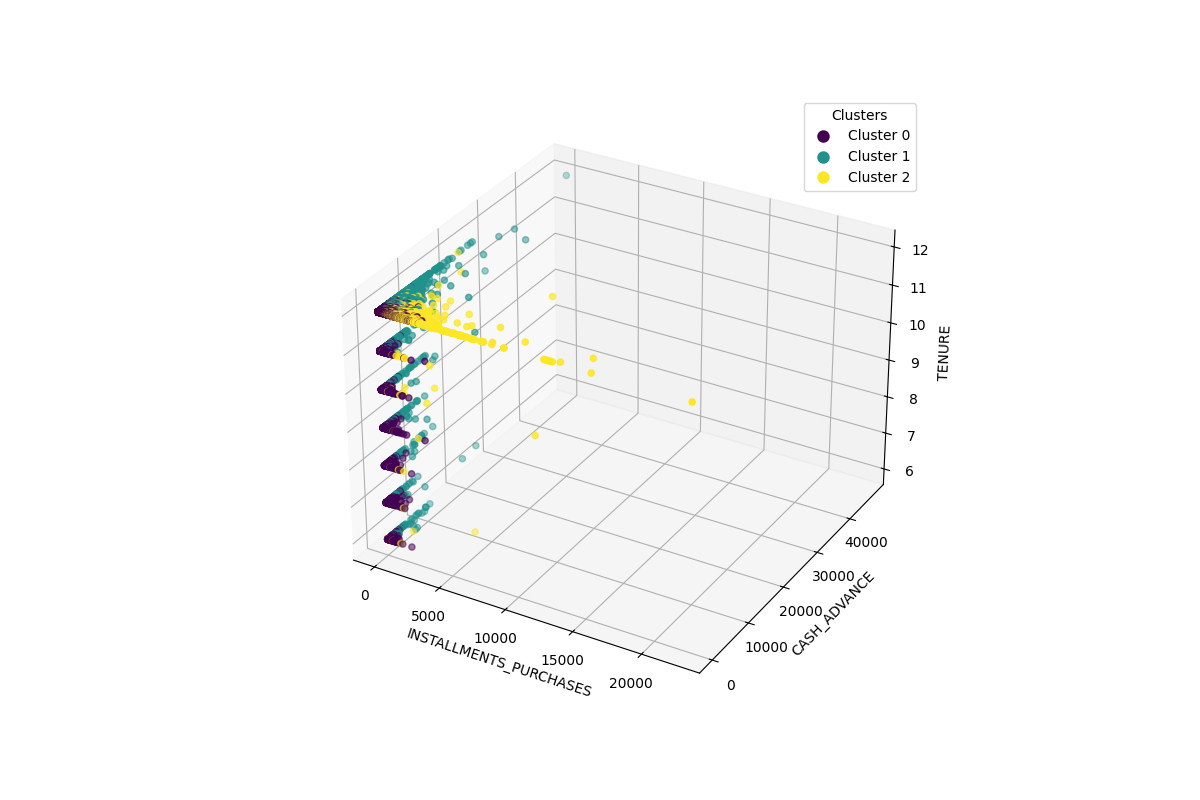 Clusters
Cluster 0
Cluster 1
Cluster 2
12
11
10
9
8
7
6
TENURE
0
5000
10000
15000
20000
INSTALLMENTS_PURCHASES
0
10000
20000
30000
40000
CASH_ADVANCE